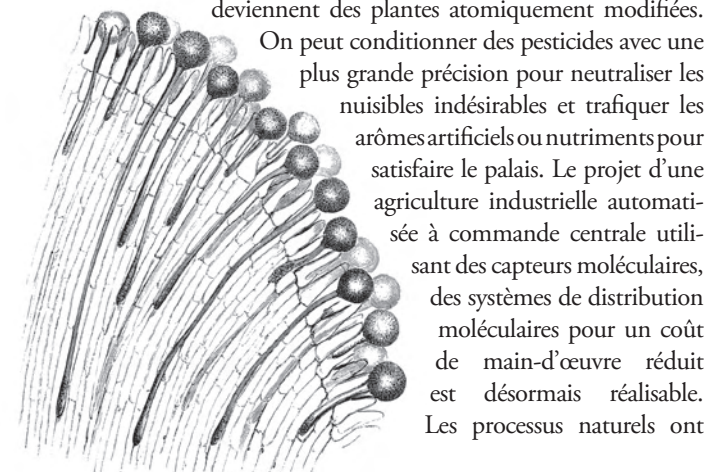 deviennent des plantes atomiquement modifiées.
On peut conditionner des pesticides avec une
plus grande précision pour neutraliser les
nuisibles indésirables et trafiquer les
arômes artificiels ou nutriments pour
satisfaire le palais. Le projet d’une
agriculture industrielle automati-
sée à commande centrale utili-
sant des capteurs moléculaires,
des systèmes de distribution
moléculaires pour un coût
de main-d’œuvre réduit
est désormais réalisable.
Les processus naturels ont